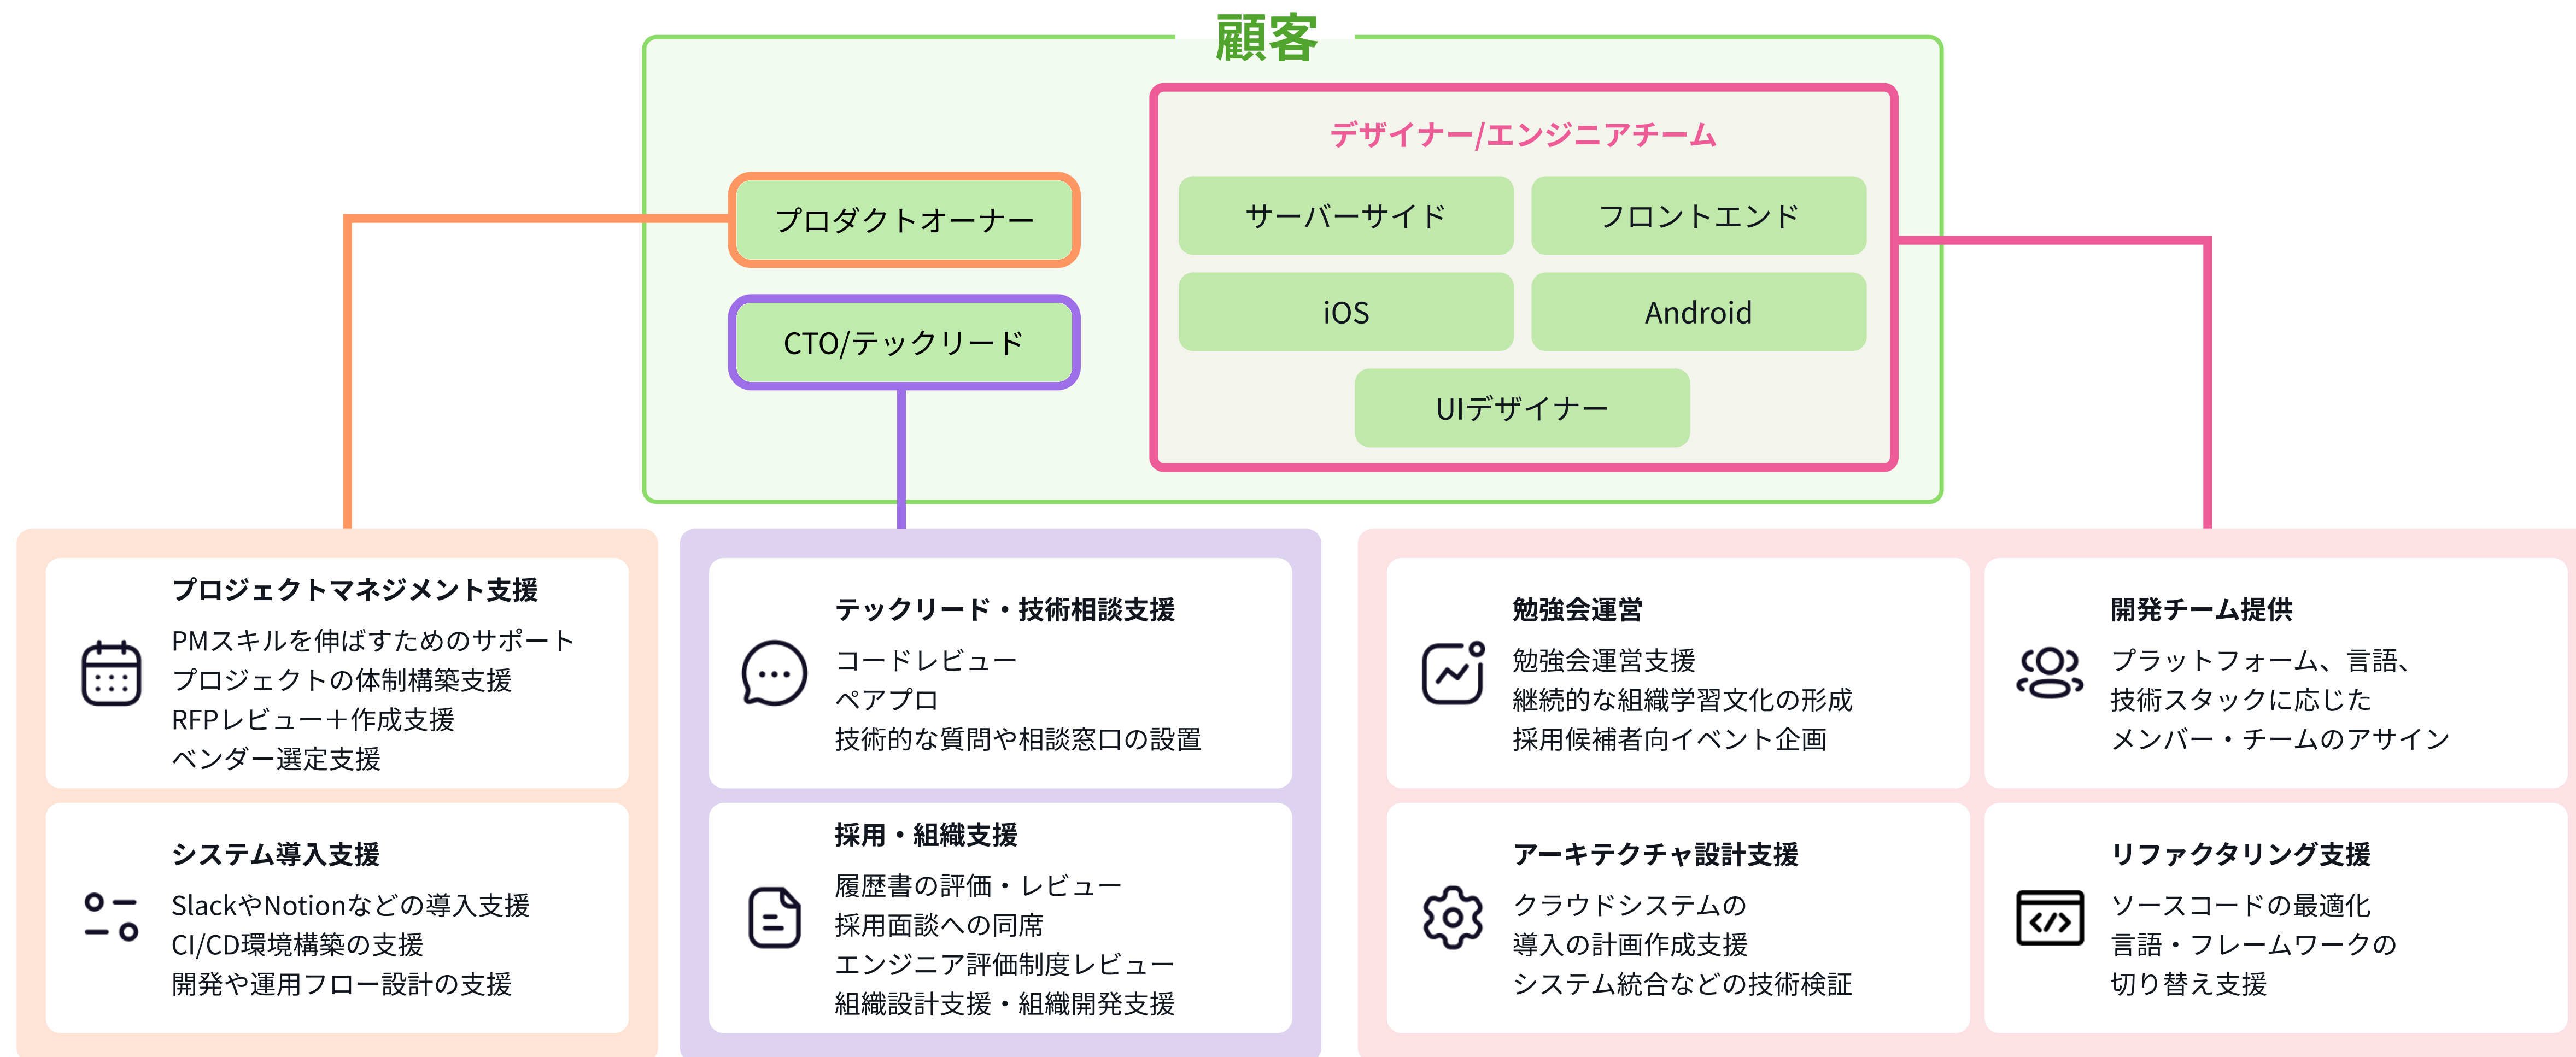 顧客
デザイナー/エンジニアチーム
プロダクトオーナー
CTO/テックリード
サーバーサイド
フロントエンド
iOS
Android
UIデザイナー
プロジェクトマネジメント支援
PMスキルを伸ばすためのサポート
プロジェクトの体制構築支援
RFPレビュー＋作成支援
ベンダー選定支援
システム導入支援
SlackやNotionなどの導入支援
CI/CD環境構築の支援
開発や運用フロー設計の支援
テックリード・技術相談支援
コードレビュー
ペアプロ
技術的な質問や相談窓口の設置
採用・組織支援
履歴書の評価・レビュー
採用面談への同席
エンジニア評価制度レビュー
組織設計支援・組織開発支援
勉強会運営
勉強会運営支援
継続的な組織学習文化の形成
採用候補者向イベント企画
開発チーム提供
プラットフォーム、言語、
技術スタックに応じた
メンバー・チームのアサイン
アーキテクチャ設計支援
クラウドシステムの
導入の計画作成支援
システム統合などの技術検証
リファクタリング支援
ソースコードの最適化
言語・フレームワークの
切り替え支援